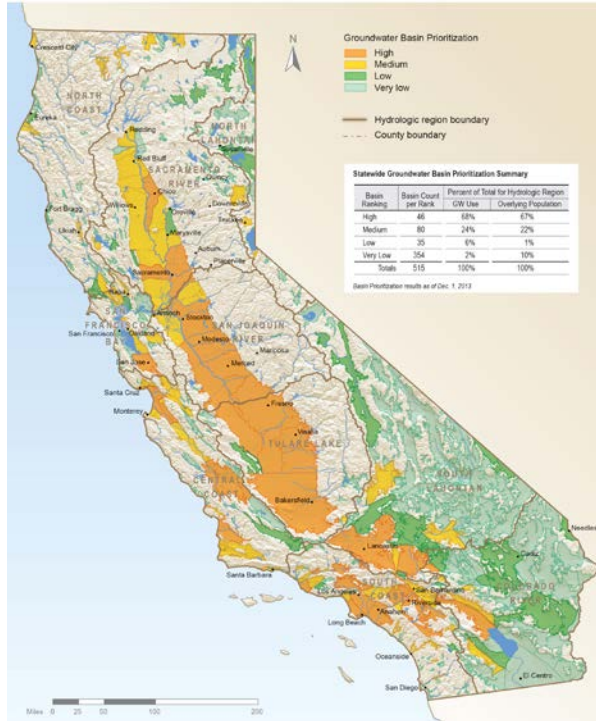 Groundwater Basin Prioritization
High
Medium
Low
Very low
Hydrologic region boundary
County boundary
Statewide Groundwater Basin Prioritization Summary
Basin Ranking Basin Count per Rank Percent of Total for Hydrologic Region
GW Use Overlying Population
High 46 68% 67%
Medium 80 24% 22%
Low 35 6% 1%
Very Low 354 2% 10%
Totals 515 100% 100%
Basin Prioritization results as of Dec. 1, 2013
N
Crescent City
NORTH COAST
Eureka
Redding
NORTH LAHONTAN
Susanville
Red Bluff
SACRAMENTO RIVER
Quincy
Chico
Fort Bragg
Willows
Oroville
Downieville
Truckee
Ukiah
Marysville
Auburn
Placerville
Sacramento
Napa
SAN FRANCISCO BAY
Antioch
Stockton
San Francisco
Oakland
SAN JOAQUIN RIVER
Modesto
Mariposa
San Jose
Merced
Santa Cruz
Monterey
Fresno
Visalia
TULARE LAKE
CENTRAL COAST
SOUTH LAHONTAN
Bakersfield
Needles
Lancaster
Cadiz
Santa Barbara
SOUTH COAST
San Bernardino
COLORADO RIVER
Los Angeles
Riverside
Anaheim
Long Beach
Oceanside
El Centro
San Diego
Miles 0 25 50 100 200